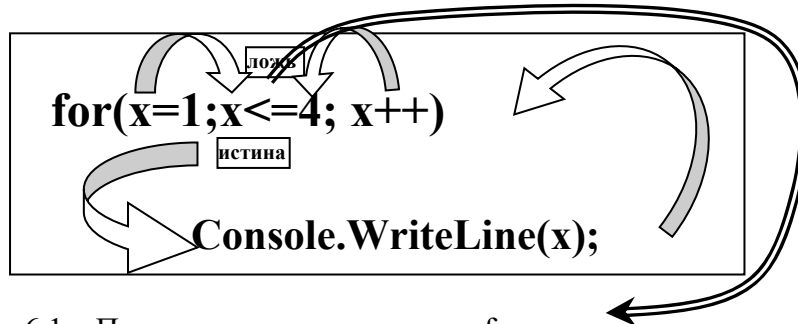 ложь
for(x=1;x<=4; x++)
истина
Console.WriteLine(x);